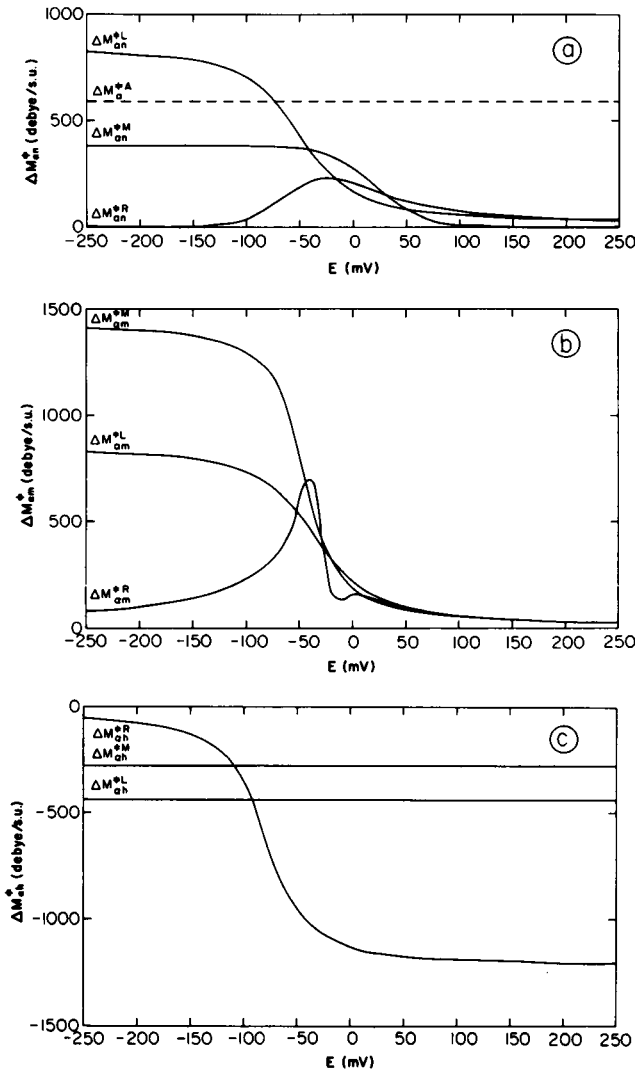 1000
ΔM*L an
ⓐ
ΔM*A a
500
ΔM*M an
ΔM*R an
0
ΔM*an (debye/s.u.)
-250 -200 -150 -100 -50 0 50 100 150 200 250
E (mV)
1500
ΔM*M am
ⓑ
1000
ΔM*L am
500
ΔM*R am
0
ΔM*am (debye/s.u.)
-250 -200 -150 -100 -50 0 50 100 150 200 250
E (mV)
0
ΔM*R ah
ⓒ
ΔM*M ah
ΔM*L ah
-500
-1000
-1500
ΔM*ah (debye/s.u.)
-250 -200 -150 -100 -50 0 50 100 150 200 250
E (mV)